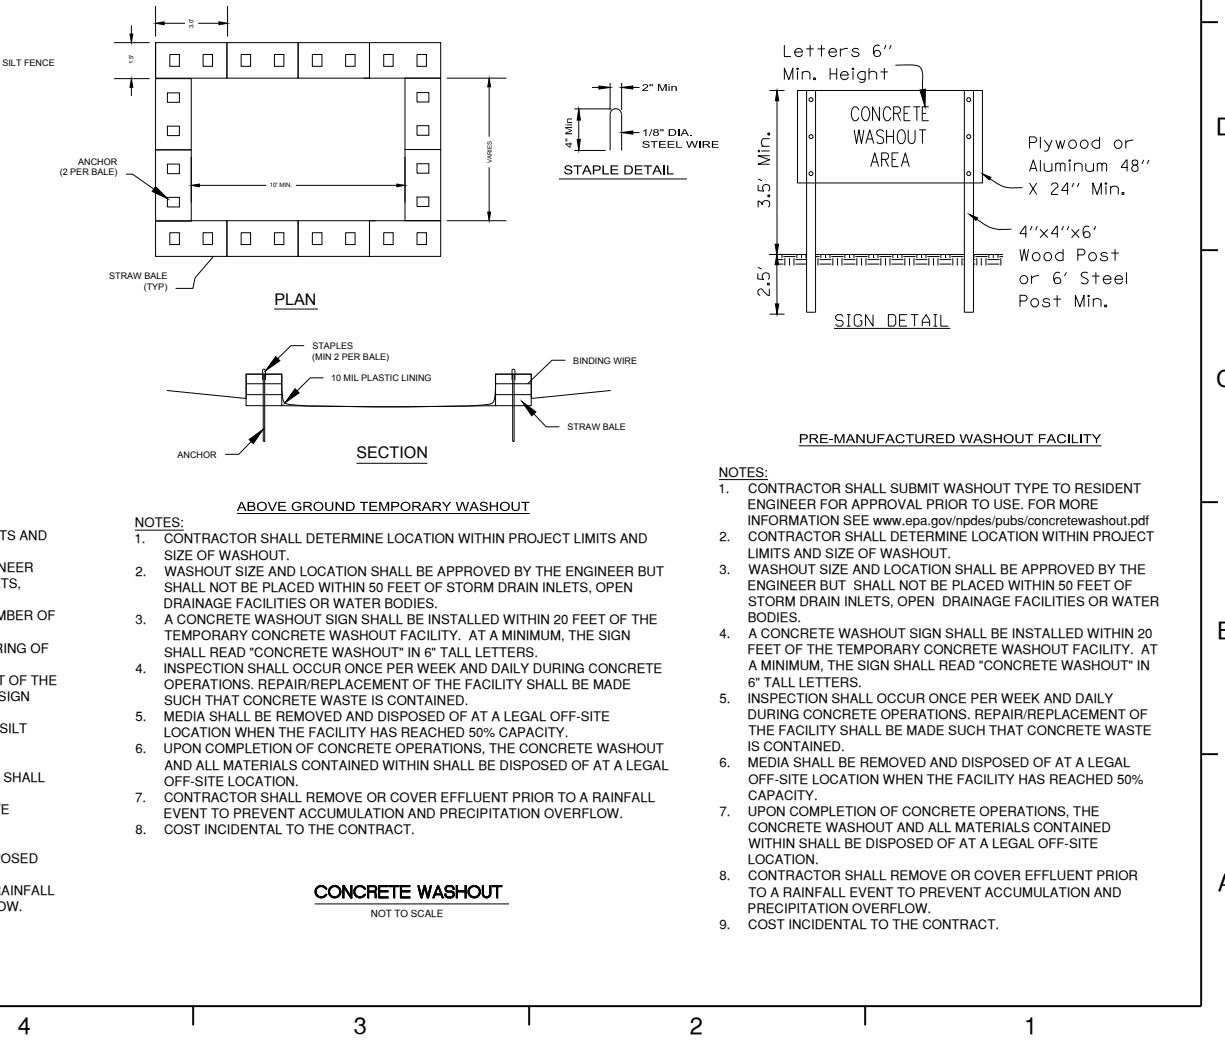 3.0'
1.5'
SILT FENCE
ANCHOR
(2 PER BALE)
10' MIN.
VARIES
STRAW BALE
(TYP)
PLAN
2" Min
4" Min
1/8" DIA.
STEEL WIRE
STAPLE DETAIL
Letters 6''
Min. Height
CONCRETE
WASHOUT
AREA
3.5' Min.
2.5'
Plywood or
Aluminum 48''
X 24'' Min.
4''x4''x6'
Wood Post
or 6' Steel
Post Min.
SIGN DETAIL
STAPLES
(MIN 2 PER BALE)
10 MIL PLASTIC LINING
BINDING WIRE
STRAW BALE
ANCHOR
SECTION
TS AND
NEER
TS,
MBER OF
RING OF
T OF THE
SIGN
SILT
SHALL
E
POSED
RAINFALL
OW.
ABOVE GROUND TEMPORARY WASHOUT
NOTES:
1. CONTRACTOR SHALL DETERMINE LOCATION WITHIN PROJECT LIMITS AND
SIZE OF WASHOUT.
2. WASHOUT SIZE AND LOCATION SHALL BE APPROVED BY THE ENGINEER BUT
SHALL NOT BE PLACED WITHIN 50 FEET OF STORM DRAIN INLETS, OPEN
DRAINAGE FACILITIES OR WATER BODIES.
3. A CONCRETE WASHOUT SIGN SHALL BE INSTALLED WITHIN 20 FEET OF THE
TEMPORARY CONCRETE WASHOUT FACILITY. AT A MINIMUM, THE SIGN
SHALL READ "CONCRETE WASHOUT" IN 6" TALL LETTERS.
4. INSPECTION SHALL OCCUR ONCE PER WEEK AND DAILY DURING CONCRETE
OPERATIONS. REPAIR/REPLACEMENT OF THE FACILITY SHALL BE MADE
SUCH THAT CONCRETE WASTE IS CONTAINED.
5. MEDIA SHALL BE REMOVED AND DISPOSED OF AT A LEGAL OFF-SITE
LOCATION WHEN THE FACILITY HAS REACHED 50% CAPACITY.
6. UPON COMPLETION OF CONCRETE OPERATIONS, THE CONCRETE WASHOUT
AND ALL MATERIALS CONTAINED WITHIN SHALL BE DISPOSED OF AT A LEGAL
OFF-SITE LOCATION.
7. CONTRACTOR SHALL REMOVE OR COVER EFFLUENT PRIOR TO A RAINFALL
EVENT TO PREVENT ACCUMULATION AND PRECIPITATION OVERFLOW.
8. COST INCIDENTAL TO THE CONTRACT.
CONCRETE WASHOUT
NOT TO SCALE
PRE-MANUFACTURED WASHOUT FACILITY
NOTES:
1. CONTRACTOR SHALL SUBMIT WASHOUT TYPE TO RESIDENT
ENGINEER FOR APPROVAL PRIOR TO USE. FOR MORE
INFORMATION SEE www.epa.gov/npdes/pubs/concretewashout.pdf
2. CONTRACTOR SHALL DETERMINE LOCATION WITHIN PROJECT
LIMITS AND SIZE OF WASHOUT.
3. WASHOUT SIZE AND LOCATION SHALL BE APPROVED BY THE
ENGINEER BUT SHALL NOT BE PLACED WITHIN 50 FEET OF
STORM DRAIN INLETS, OPEN DRAINAGE FACILITIES OR WATER
BODIES.
4. A CONCRETE WASHOUT SIGN SHALL BE INSTALLED WITHIN 20
FEET OF THE TEMPORARY CONCRETE WASHOUT FACILITY. AT
A MINIMUM, THE SIGN SHALL READ "CONCRETE WASHOUT" IN
6" TALL LETTERS.
5. INSPECTION SHALL OCCUR ONCE PER WEEK AND DAILY
DURING CONCRETE OPERATIONS. REPAIR/REPLACEMENT OF
THE FACILITY SHALL BE MADE SUCH THAT CONCRETE WASTE
IS CONTAINED.
6. MEDIA SHALL BE REMOVED AND DISPOSED OF AT A LEGAL
OFF-SITE LOCATION WHEN THE FACILITY HAS REACHED 50%
CAPACITY.
7. UPON COMPLETION OF CONCRETE OPERATIONS, THE
CONCRETE WASHOUT AND ALL MATERIALS CONTAINED
WITHIN SHALL BE DISPOSED OF AT A LEGAL OFF-SITE
LOCATION.
8. CONTRACTOR SHALL REMOVE OR COVER EFFLUENT PRIOR
TO A RAINFALL EVENT TO PREVENT ACCUMULATION AND
PRECIPITATION OVERFLOW.
9. COST INCIDENTAL TO THE CONTRACT.
D
C
B
A
4
3
2
1